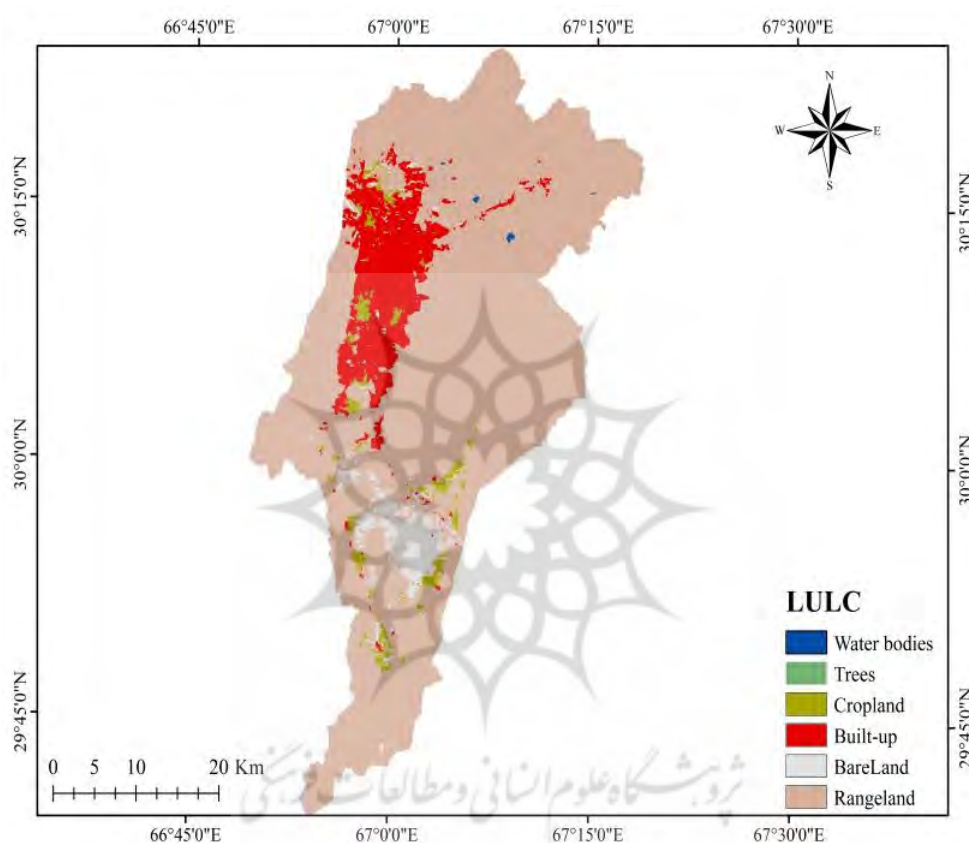 66°45'0"E 67°0'0"E 67°15'0"E 67°30'0"E
N
W E
S
30°15'0"N 30°15'0"N
30°0'0"N 30°0'0"N
29°45'0"N 29°45'0"N
LULC
Water bodies
Trees
Cropland
Built-up
BareLand
Rangeland
0 5 10 20 Km
پژوهشگاه علوم انسانی و مطالعات فرهنگی
66°45'0"E 67°0'0"E 67°15'0"E 67°30'0"E